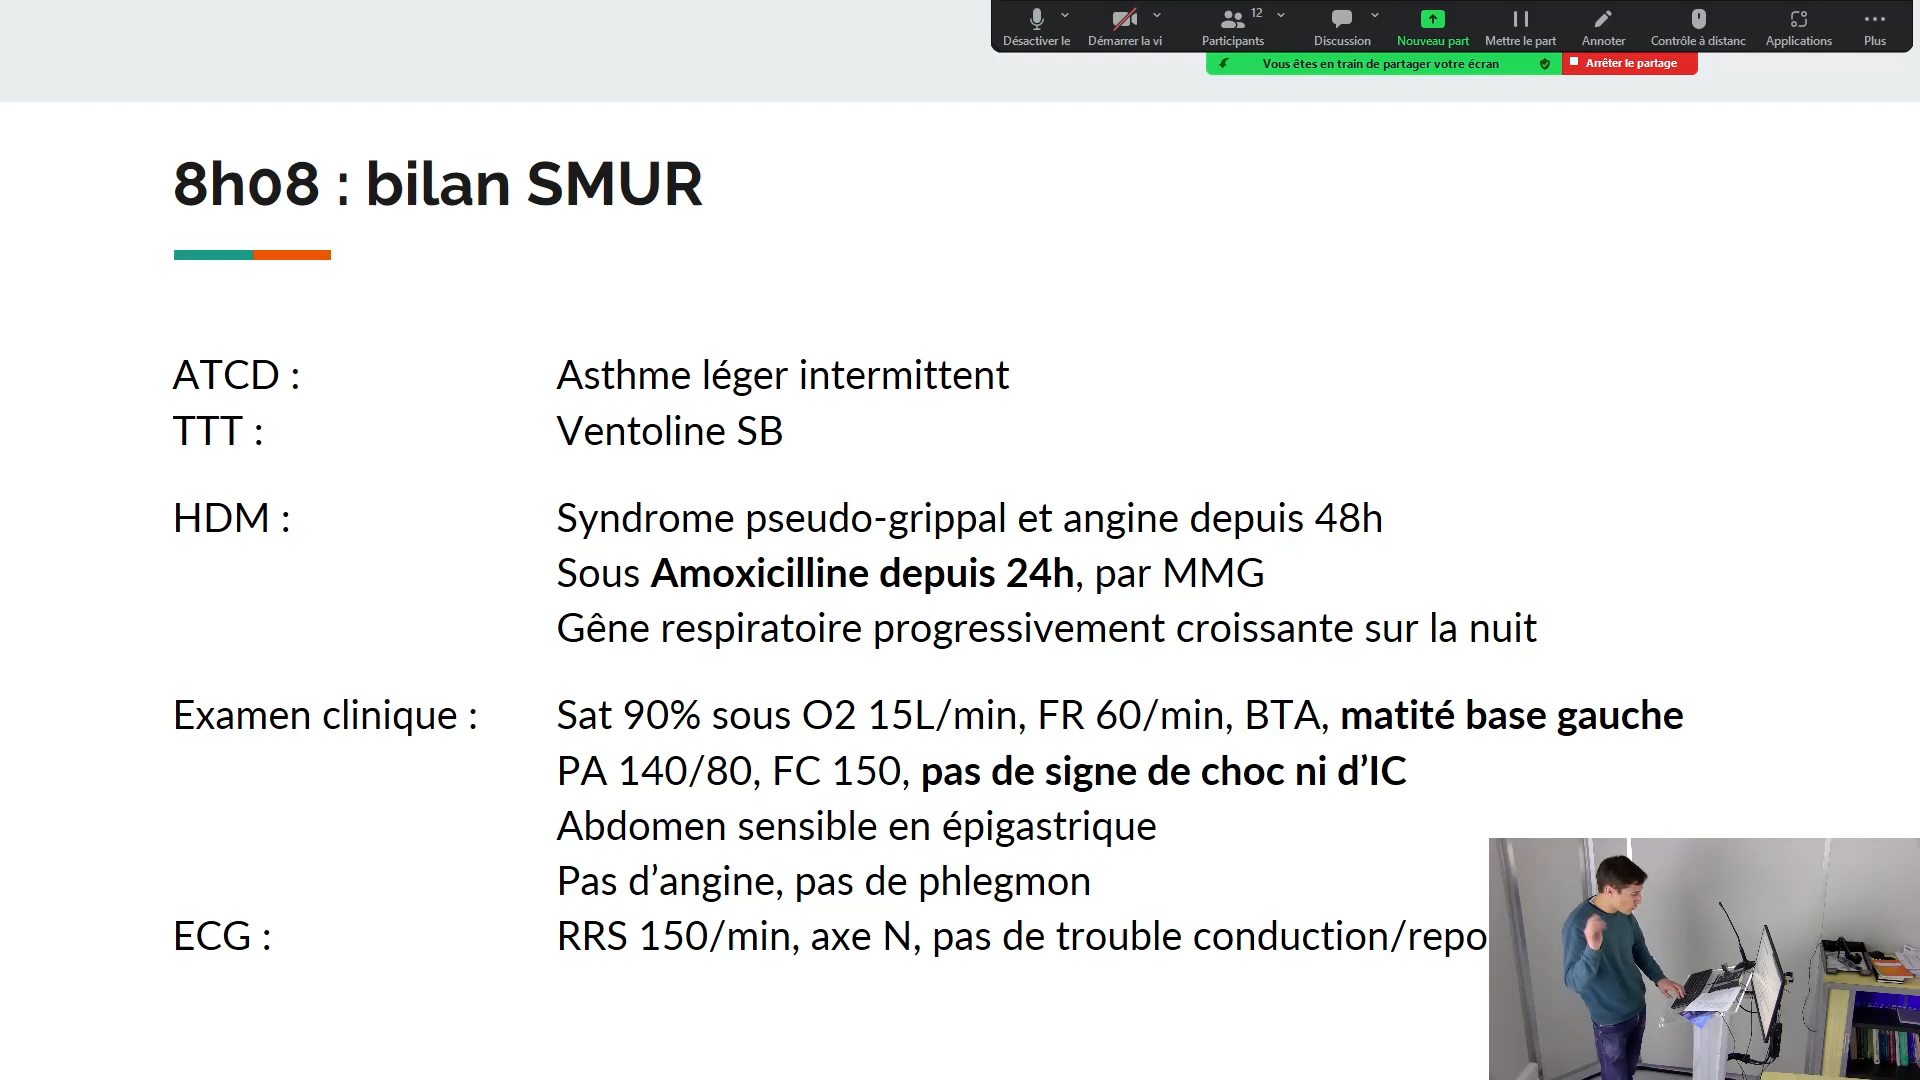 12
Désactiver le
Démarrer la vi
Participants
Discussion
Nouveau part
Mettre le part
Annoter
Contrôle à distanc
Applications
Plus
Vous êtes en train de partager votre écran
Arrêter le partage
8h08 : bilan SMUR
ATCD : Asthme léger intermittent
TTT : Ventoline SB
HDM : Syndrome pseudo-grippal et angine depuis 48h
Sous Amoxicilline depuis 24h, par MMG
Gêne respiratoire progressivement croissante sur la nuit
Examen clinique : Sat 90% sous O2 15L/min, FR 60/min, BTA, matité base gauche
PA 140/80, FC 150, pas de signe de choc ni d’IC
Abdomen sensible en épigastrique
Pas d’angine, pas de phlegmon
ECG : RRS 150/min, axe N, pas de trouble conduction/repo